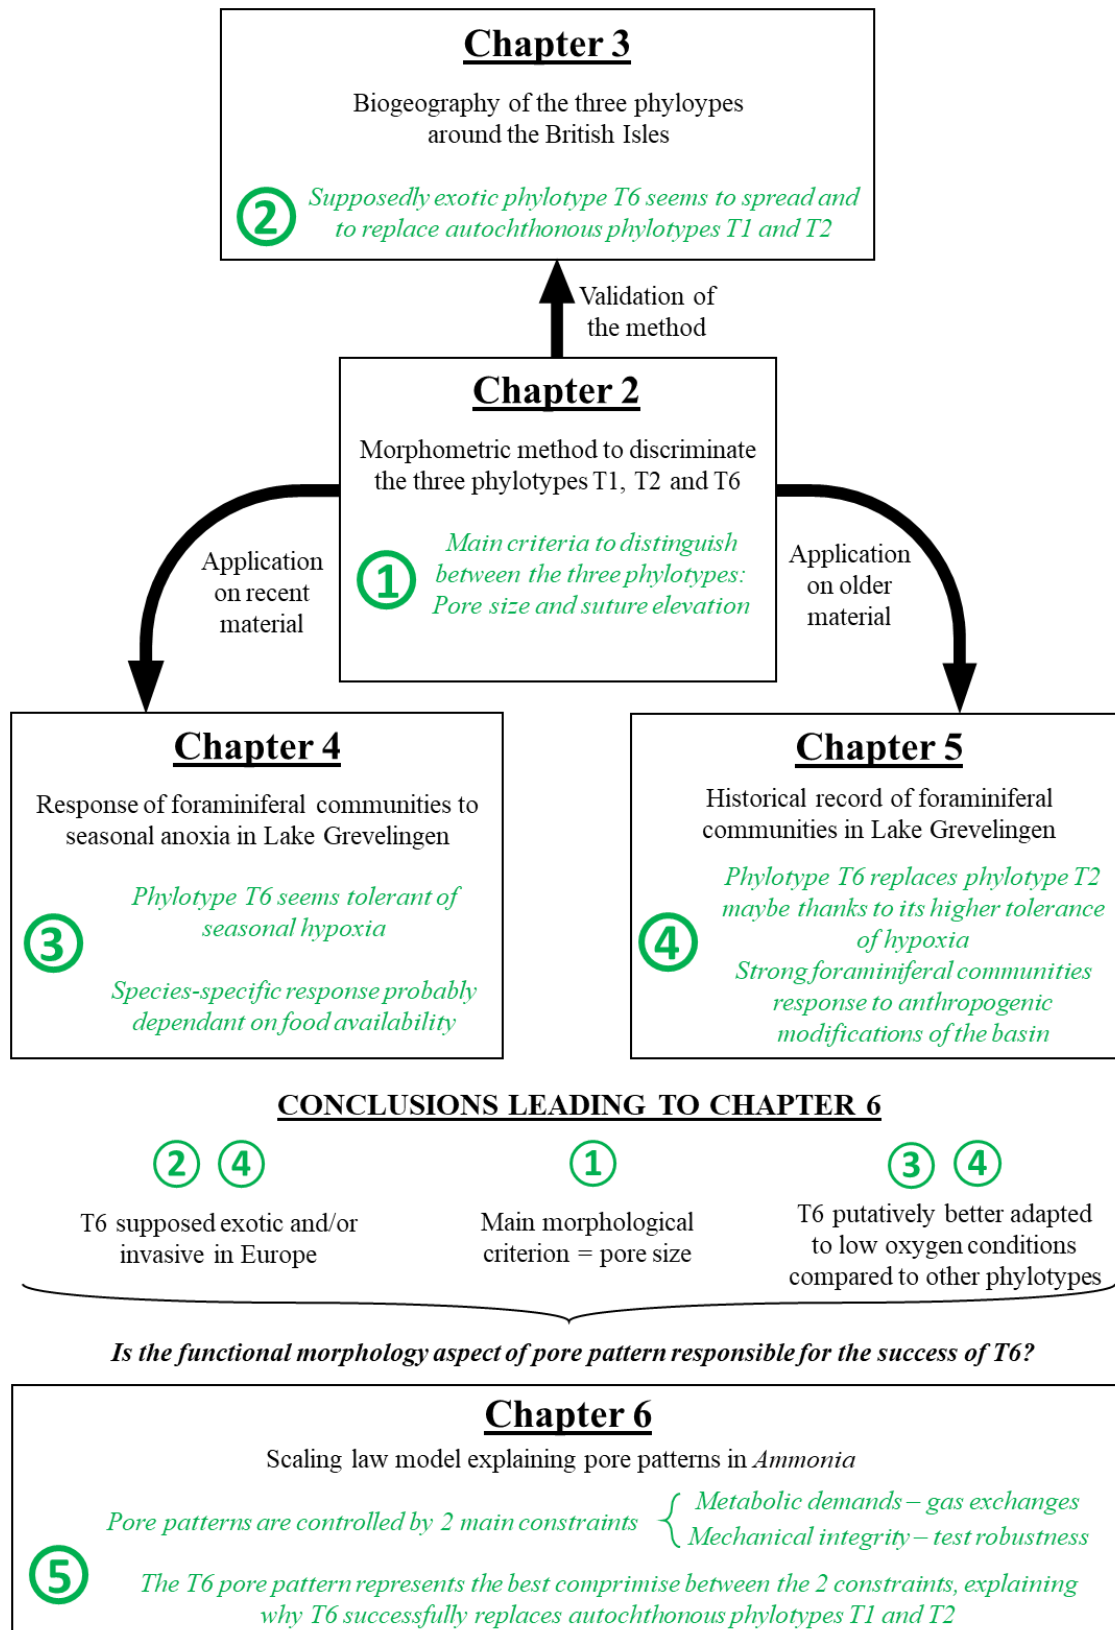 Chapter 3
Biogeography of the three phyloypes
around the British Isles
② Supposedly exotic phylotype T6 seems to spread and
to replace autochthonous phylotypes T1 and T2
Validation of
the method
Chapter 2
Morphometric method to discriminate
the three phylotypes T1, T2 and T6
Main criteria to distinguish
① between the three phylotypes:
Pore size and suture elevation
Application
on recent
material
Application
on older
material
Chapter 4
Response of foraminiferal communities to
seasonal anoxia in Lake Grevelingen
Phylotype T6 seems tolerant of
seasonal hypoxia
③
Species-specific response probably
dependant on food availability
Chapter 5
Historical record of foraminiferal
communities in Lake Grevelingen
Phylotype T6 replaces phylotype T2
maybe thanks to its higher tolerance
④ of hypoxia
Strong foraminiferal communities
response to anthropogenic
modifications of the basin
CONCLUSIONS LEADING TO CHAPTER 6
② ④
T6 supposed exotic and/or
invasive in Europe
①
Main morphological
criterion = pore size
③ ④
T6 putatively better adapted
to low oxygen conditions
compared to other phylotypes
Is the functional morphology aspect of pore pattern responsible for the success of T6?
Chapter 6
Scaling law model explaining pore patterns in Ammonia
Pore patterns are controlled by 2 main constraints
Metabolic demands – gas exchanges
Mechanical integrity – test robustness
⑤ The T6 pore pattern represents the best comprimise between the 2 constraints, explaining
why T6 successfully replaces autochthonous phylotypes T1 and T2